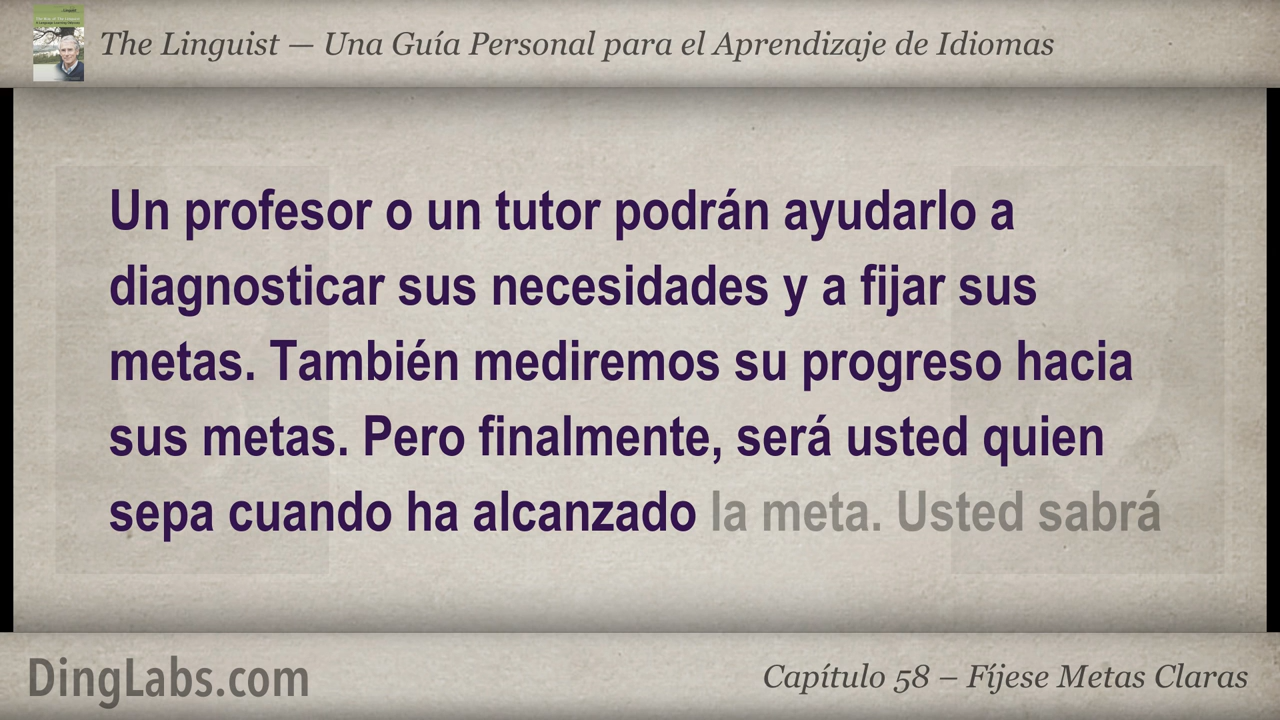 The Linguist — Una Guía Personal para el Aprendizaje de Idiomas
Un profesor o un tutor podrán ayudarlo a
diagnosticar sus necesidades y a fijar sus
metas. También mediremos su progreso hacia
sus metas. Pero finalmente, será usted quien
sepa cuando ha alcanzado la meta. Usted sabrá
DingLabs.com
Capítulo 58 – Fíjese Metas Claras